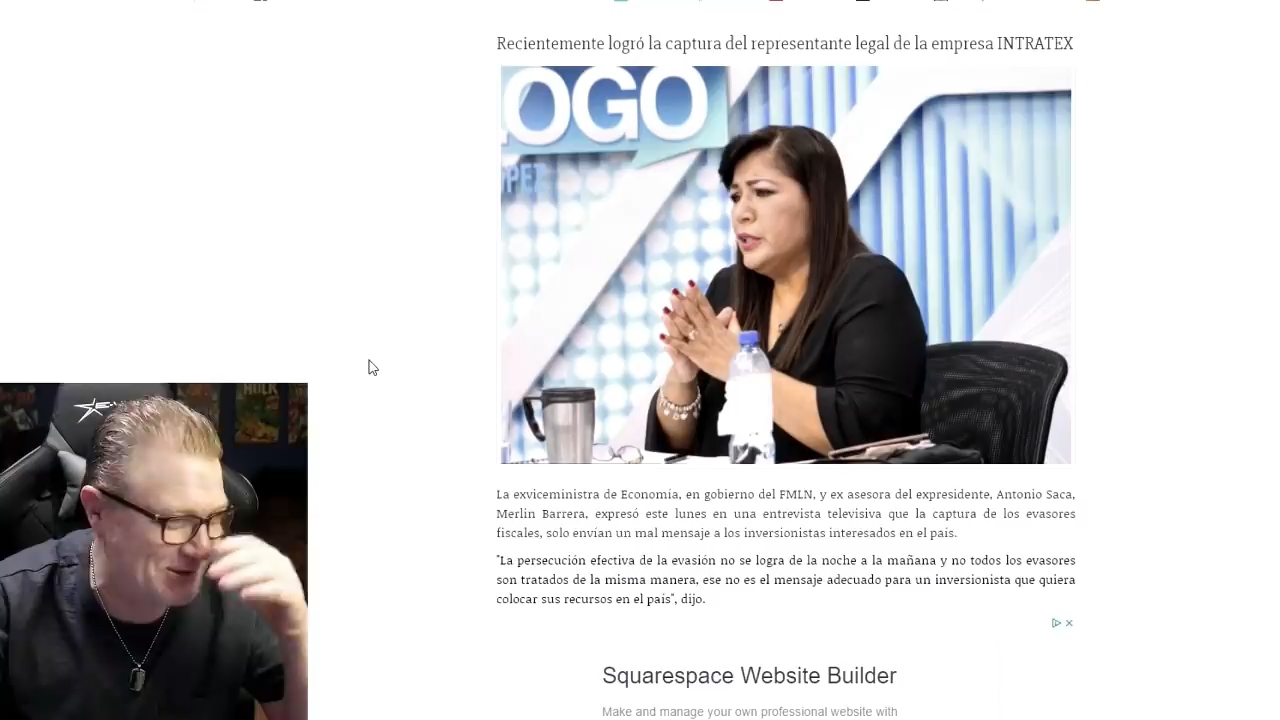 Recientemente logró la captura del representante legal de la empresa INTRATEX
OGO
La exviceministra de Economía, en gobierno del FMLN, y ex asesora del expresidente, Antonio Saca,
Merlin Barrera, expresó este lunes en una entrevista televisiva que la captura de los evasores
fiscales, solo envían un mal mensaje a los inversionistas interesados en el país.
"La persecución efectiva de la evasión no se logra de la noche a la mañana y no todos los evasores
son tratados de la misma manera, ese no es el mensaje adecuado para un inversionista que quiera
colocar sus recursos en el país", dijo.
Squarespace Website Builder
Make and manage your own professional website with
HULK